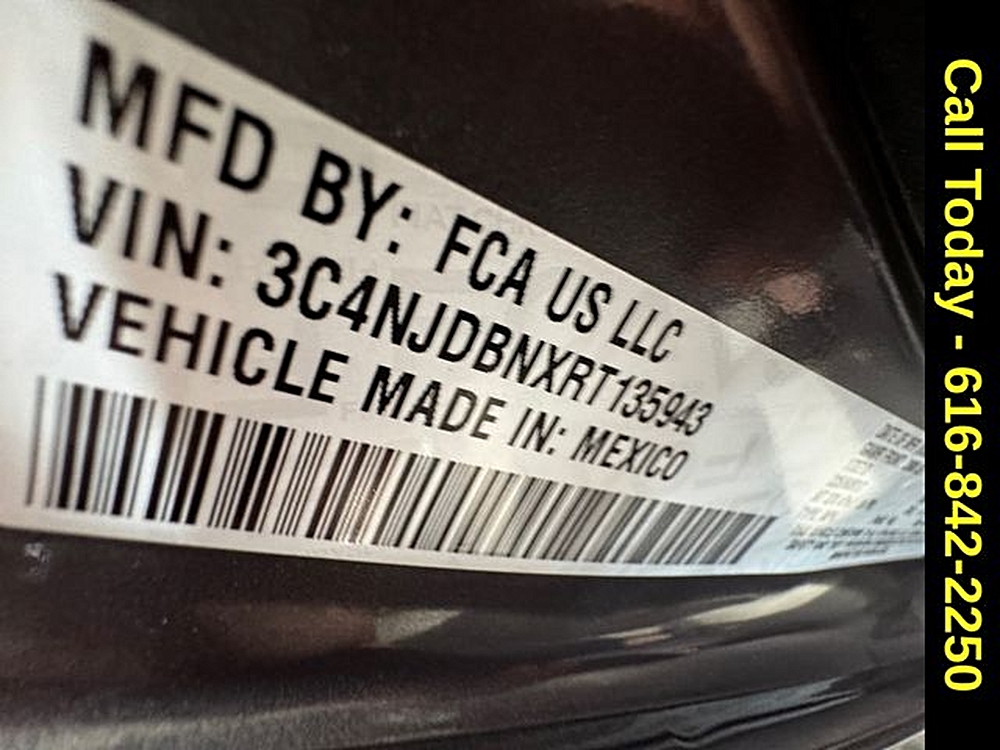 MFD BY: FCA US LLC
VIN: 3C4NJDBNXRT135943
VEHICLE MADE IN: MEXICO
Call Today - 616-842-2250